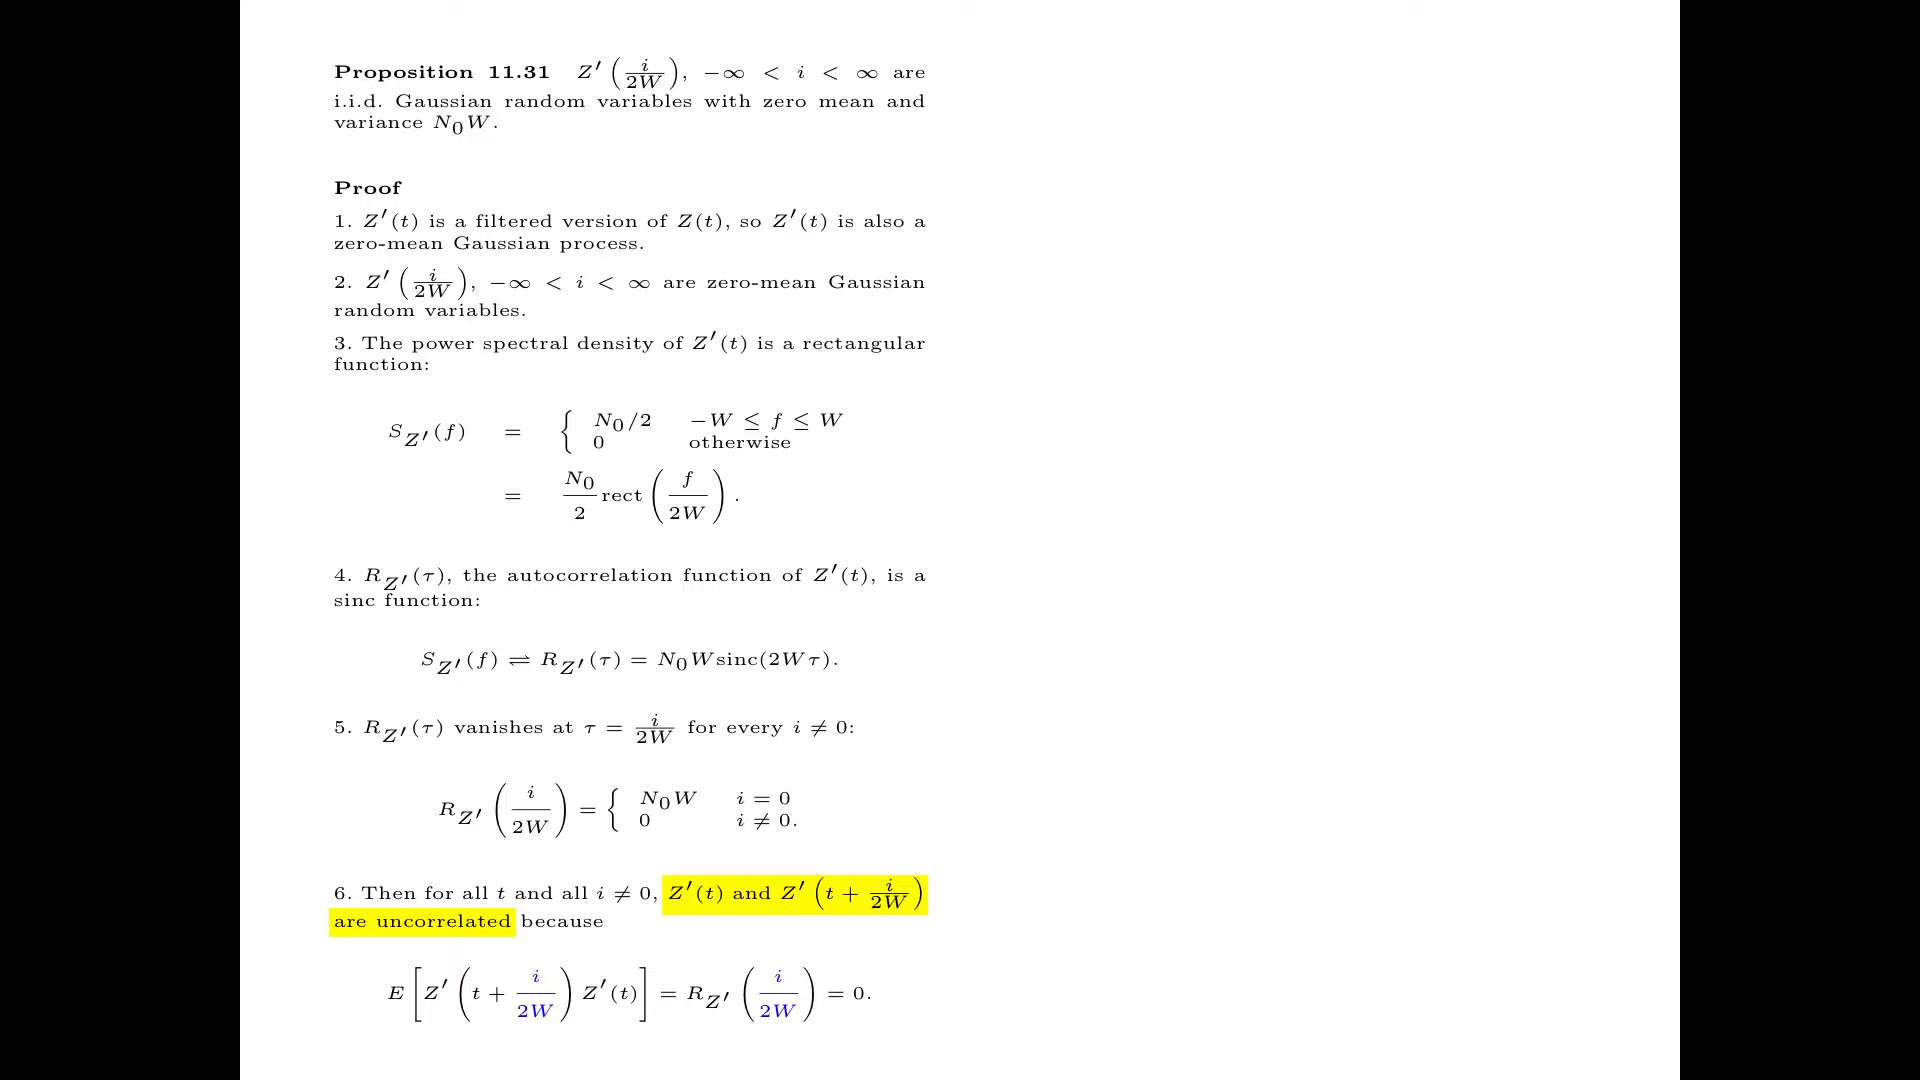 Proposition 11.31 Z′(i/2W), −∞ < i < ∞ are
i.i.d. Gaussian random variables with zero mean and
variance N₀W.
Proof
1. Z′(t) is a filtered version of Z(t), so Z′(t) is also a
zero-mean Gaussian process.
2. Z′(i/2W), −∞ < i < ∞ are zero-mean Gaussian
random variables.
3. The power spectral density of Z′(t) is a rectangular
function:
S_Z′(f) = { N₀/2 −W ≤ f ≤ W
0 otherwise
= N₀/2 rect(f/2W).
4. R_Z′(τ), the autocorrelation function of Z′(t), is a
sinc function:
S_Z′(f) ⇌ R_Z′(τ) = N₀W sinc(2Wτ).
5. R_Z′(τ) vanishes at τ = i/2W for every i ≠ 0:
R_Z′(i/2W) = { N₀W i = 0
0 i ≠ 0.
6. Then for all t and all i ≠ 0, Z′(t) and Z′(t + i/2W)
are uncorrelated because
E[Z′(t + i/2W) Z′(t)] = R_Z′(i/2W) = 0.